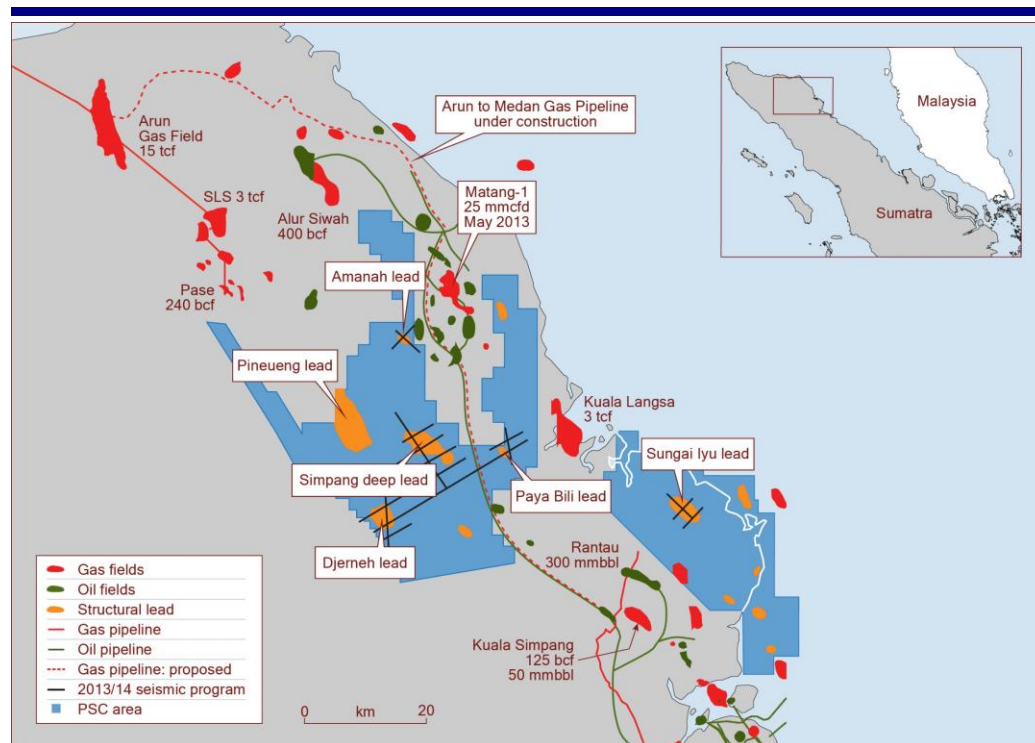 Arun
Gas Field
15 tcf
Arun to Medan Gas Pipeline
under construction
Malaysia
Sumatra
SLS 3 tcf
Alur Siwah
400 bcf
Matang-1
25 mmcfd
May 2013
Pase
240 bcf
Amanah lead
Pineueng lead
Kuala Langsa
3 tcf
Simpang deep lead
Paya Bili lead
Sungai Iyu lead
Djerneh lead
Rantau
300 mmbbl
Kuala Simpang
125 bcf
50 mmbbl
Gas fields
Oil fields
Structural lead
Gas pipeline
Oil pipeline
Gas pipeline: proposed
2013/14 seismic program
PSC area
0 km 20